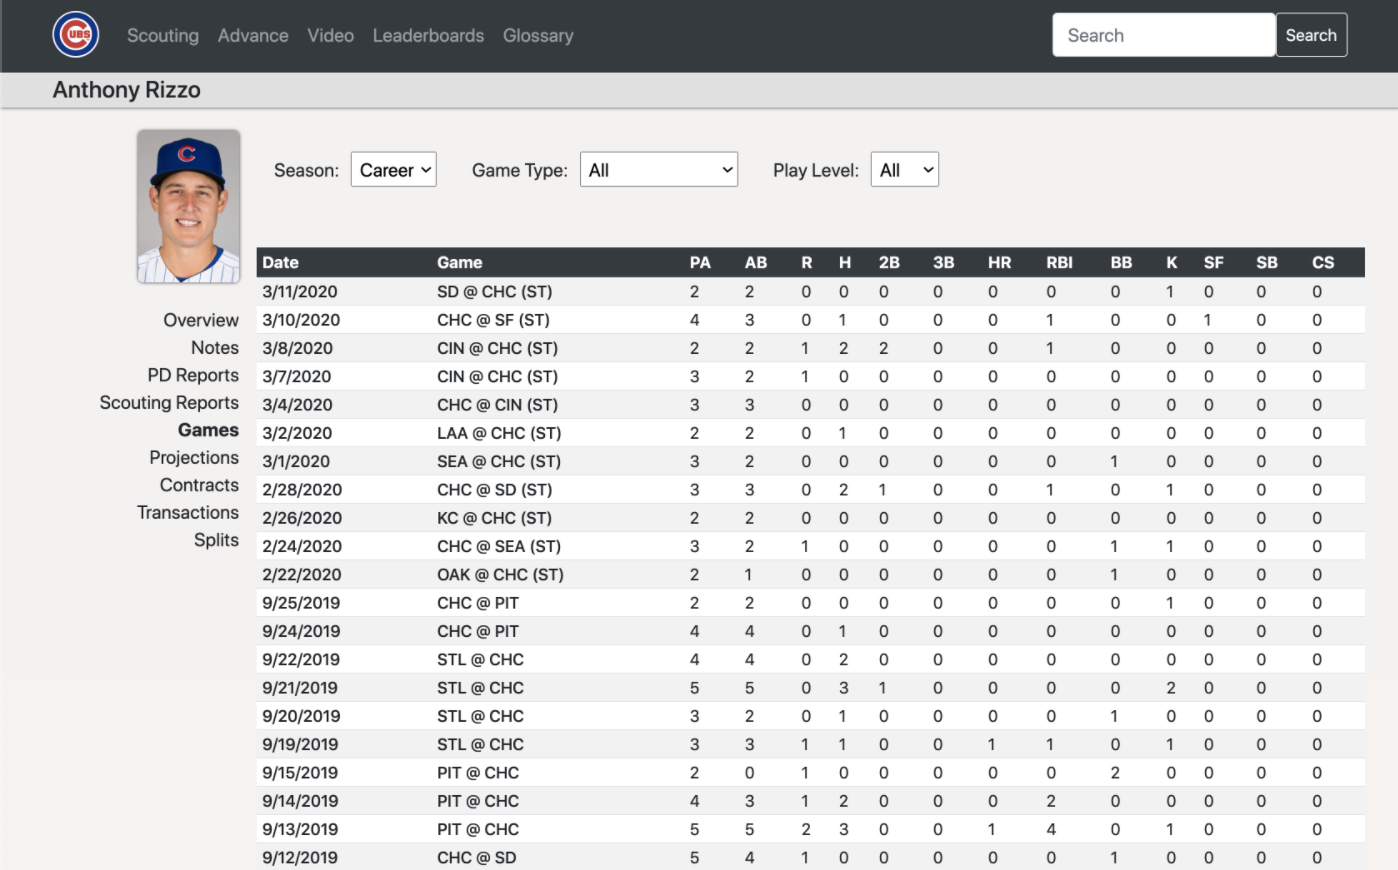 CUBS Scouting Advance Video Leaderboards Glossary Search Search
Anthony Rizzo
C
Season: Career Game Type: All Play Level: All
Overview
Notes
PD Reports
Scouting Reports
Games
Projections
Contracts
Transactions
Splits
Date Game PA AB R H 2B 3B HR RBI BB K SF SB CS
3/11/2020 SD @ CHC (ST) 2 2 0 0 0 0 0 0 0 1 0 0 0
3/10/2020 CHC @ SF (ST) 4 3 0 1 0 0 0 1 0 0 1 0 0
3/8/2020 CIN @ CHC (ST) 2 2 1 2 2 0 0 1 0 0 0 0 0
3/7/2020 CIN @ CHC (ST) 3 2 1 0 0 0 0 0 0 0 0 0 0
3/4/2020 CHC @ CIN (ST) 3 3 0 0 0 0 0 0 0 0 0 0 0
3/2/2020 LAA @ CHC (ST) 2 2 0 1 0 0 0 0 0 0 0 0 0
3/1/2020 SEA @ CHC (ST) 3 2 0 0 0 0 0 0 1 0 0 0 0
2/28/2020 CHC @ SD (ST) 3 3 0 2 1 0 0 1 0 1 0 0 0
2/26/2020 KC @ CHC (ST) 2 2 0 0 0 0 0 0 0 0 0 0 0
2/24/2020 CHC @ SEA (ST) 3 2 1 0 0 0 0 0 1 1 0 0 0
2/22/2020 OAK @ CHC (ST) 2 1 0 0 0 0 0 0 1 0 0 0 0
9/25/2019 CHC @ PIT 2 2 0 0 0 0 0 0 0 1 0 0 0
9/24/2019 CHC @ PIT 4 4 0 1 0 0 0 0 0 0 0 0 0
9/22/2019 STL @ CHC 4 4 0 2 0 0 0 0 0 0 0 0 0
9/21/2019 STL @ CHC 5 5 0 3 1 0 0 0 0 2 0 0 0
9/20/2019 STL @ CHC 3 2 0 1 0 0 0 0 1 0 0 0 0
9/19/2019 STL @ CHC 3 3 1 1 0 0 1 1 0 1 0 0 0
9/15/2019 PIT @ CHC 2 0 1 0 0 0 0 0 2 0 0 0 0
9/14/2019 PIT @ CHC 4 3 1 2 0 0 0 2 0 0 0 0 0
9/13/2019 PIT @ CHC 5 5 2 3 0 0 1 4 0 1 0 0 0
9/12/2019 CHC @ SD 5 4 1 0 0 0 0 0 1 0 0 0 0